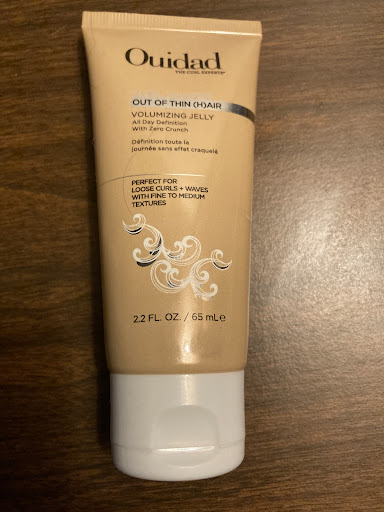 Ouidad
THE CURL EXPERTS®
OUT OF THIN (H)AIR
VOLUMIZING JELLY
All Day Definition
With Zero Crunch
Définition toute la
journée sans effet craquelé
PERFECT FOR
LOOSE CURLS + WAVES
WITH FINE TO MEDIUM
TEXTURES
2.2 FL. OZ. / 65 mL e